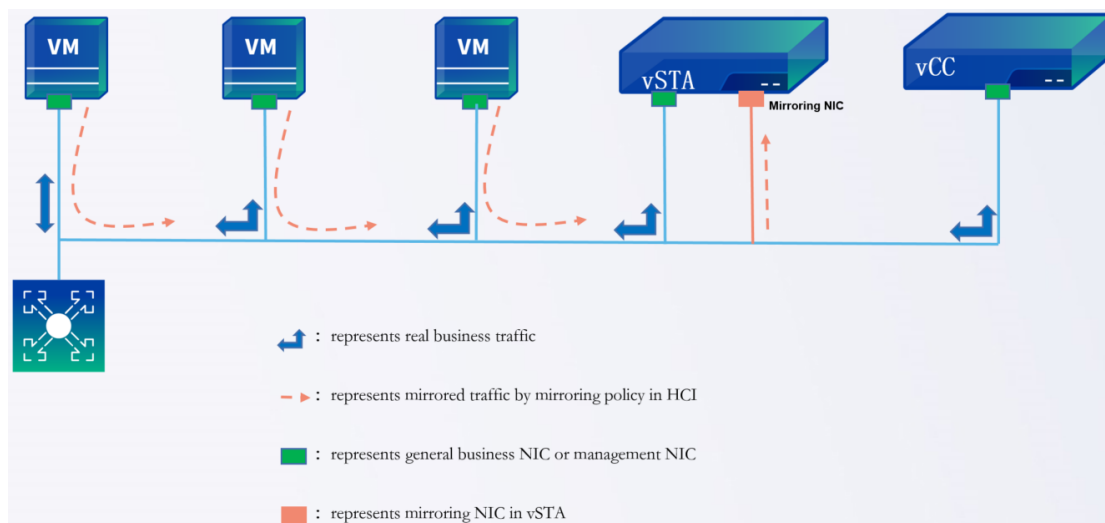 VM
VM
VM
vSTA
vCC
Mirroring NIC
: represents real business traffic
: represents mirrored traffic by mirroring policy in HCI
: represents general business NIC or management NIC
: represents mirroring NIC in vSTA